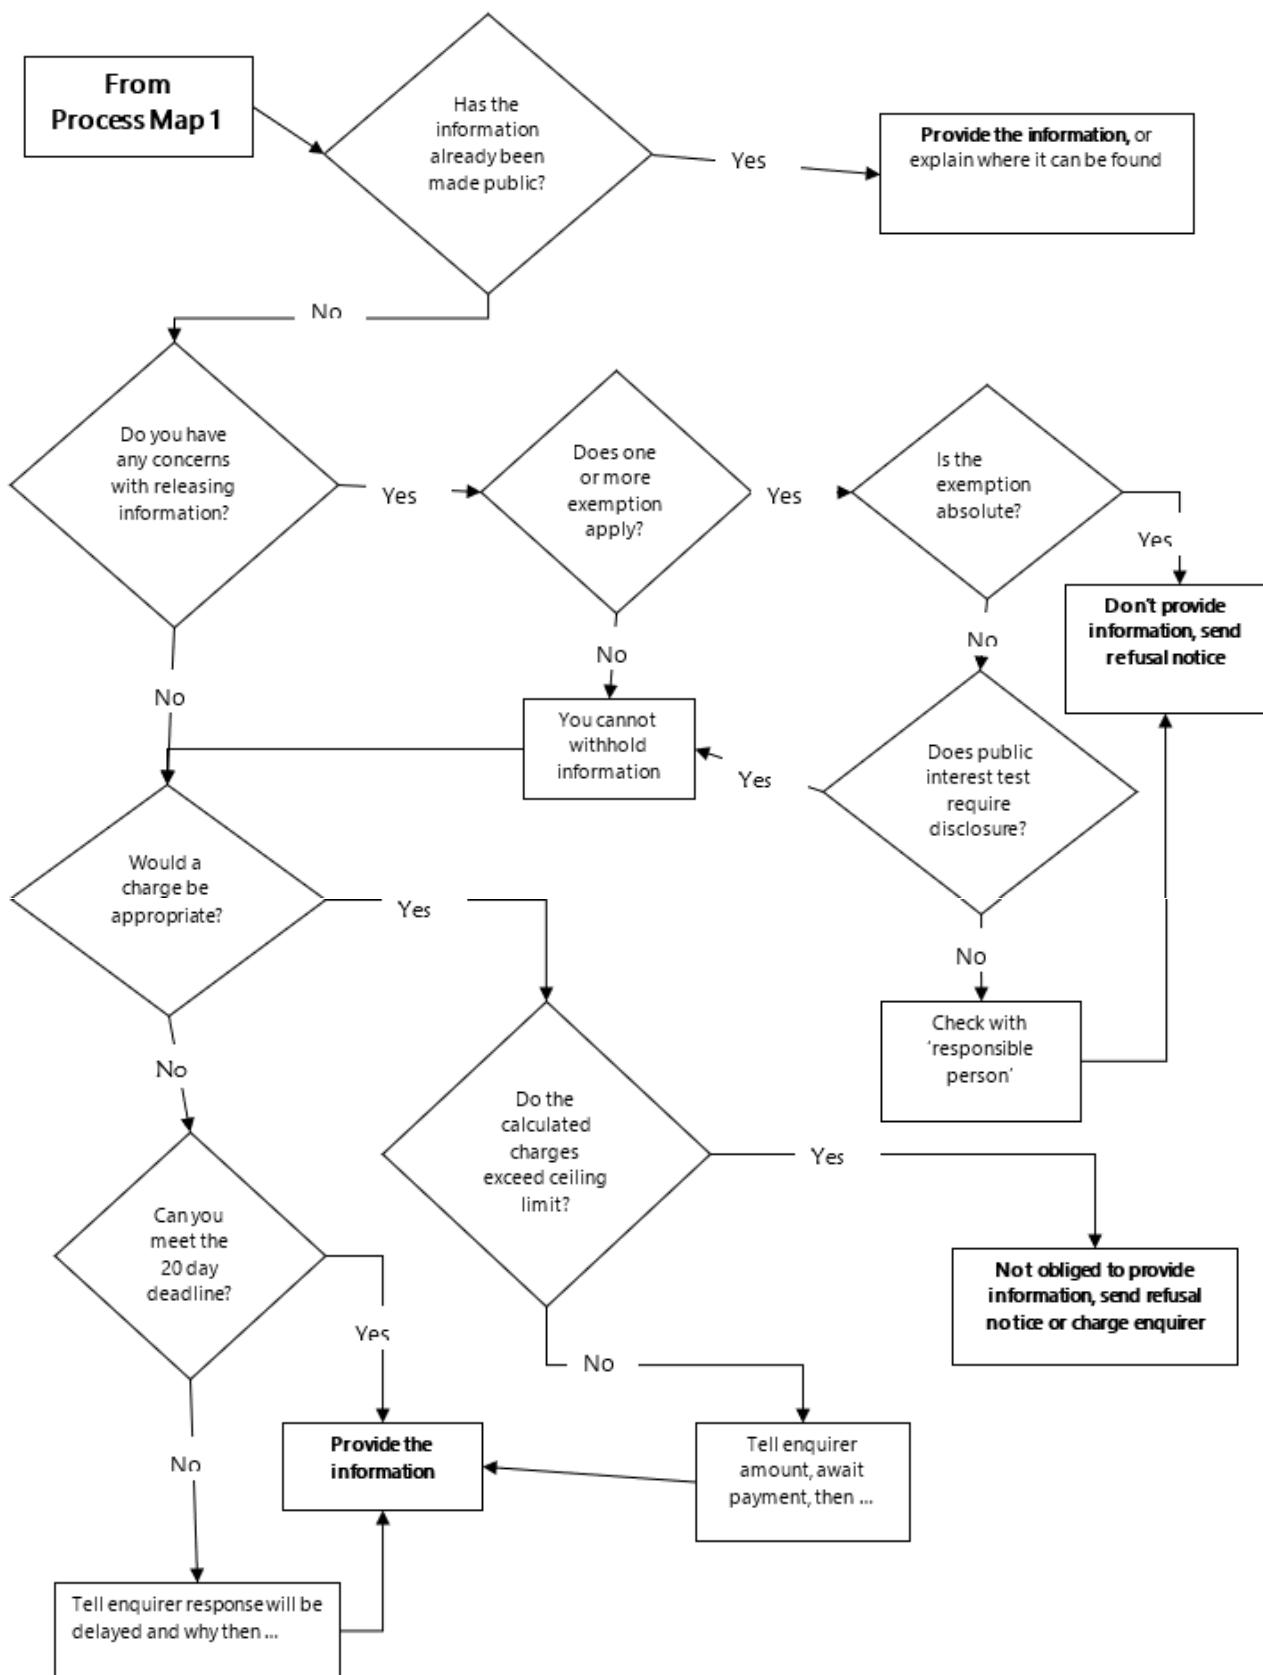 From
Process Map 1
Has the
information
already been
made public?
Yes
Provide the information, or
explain where it can be found
No
Do you have
any concerns
with releasing
information?
Yes
Does one
or more
exemption
apply?
Yes
Is the
exemption
absolute?
Yes
Don't provide
information, send
refusal notice
No
No
No
You cannot
withhold
information
Yes
Does public
interest test
require
disclosure?
Would a
charge be
appropriate?
Yes
No
Check with
'responsible
person'
No
Do the
calculated
charges
exceed ceiling
limit?
Yes
Can you
meet the
20 day
deadline?
Not obliged to provide
information, send refusal
notice or charge enquirer
Yes
No
No
Provide the
information
Tell enquirer
amount, await
payment, then ...
Tell enquirer response will be
delayed and why then ...